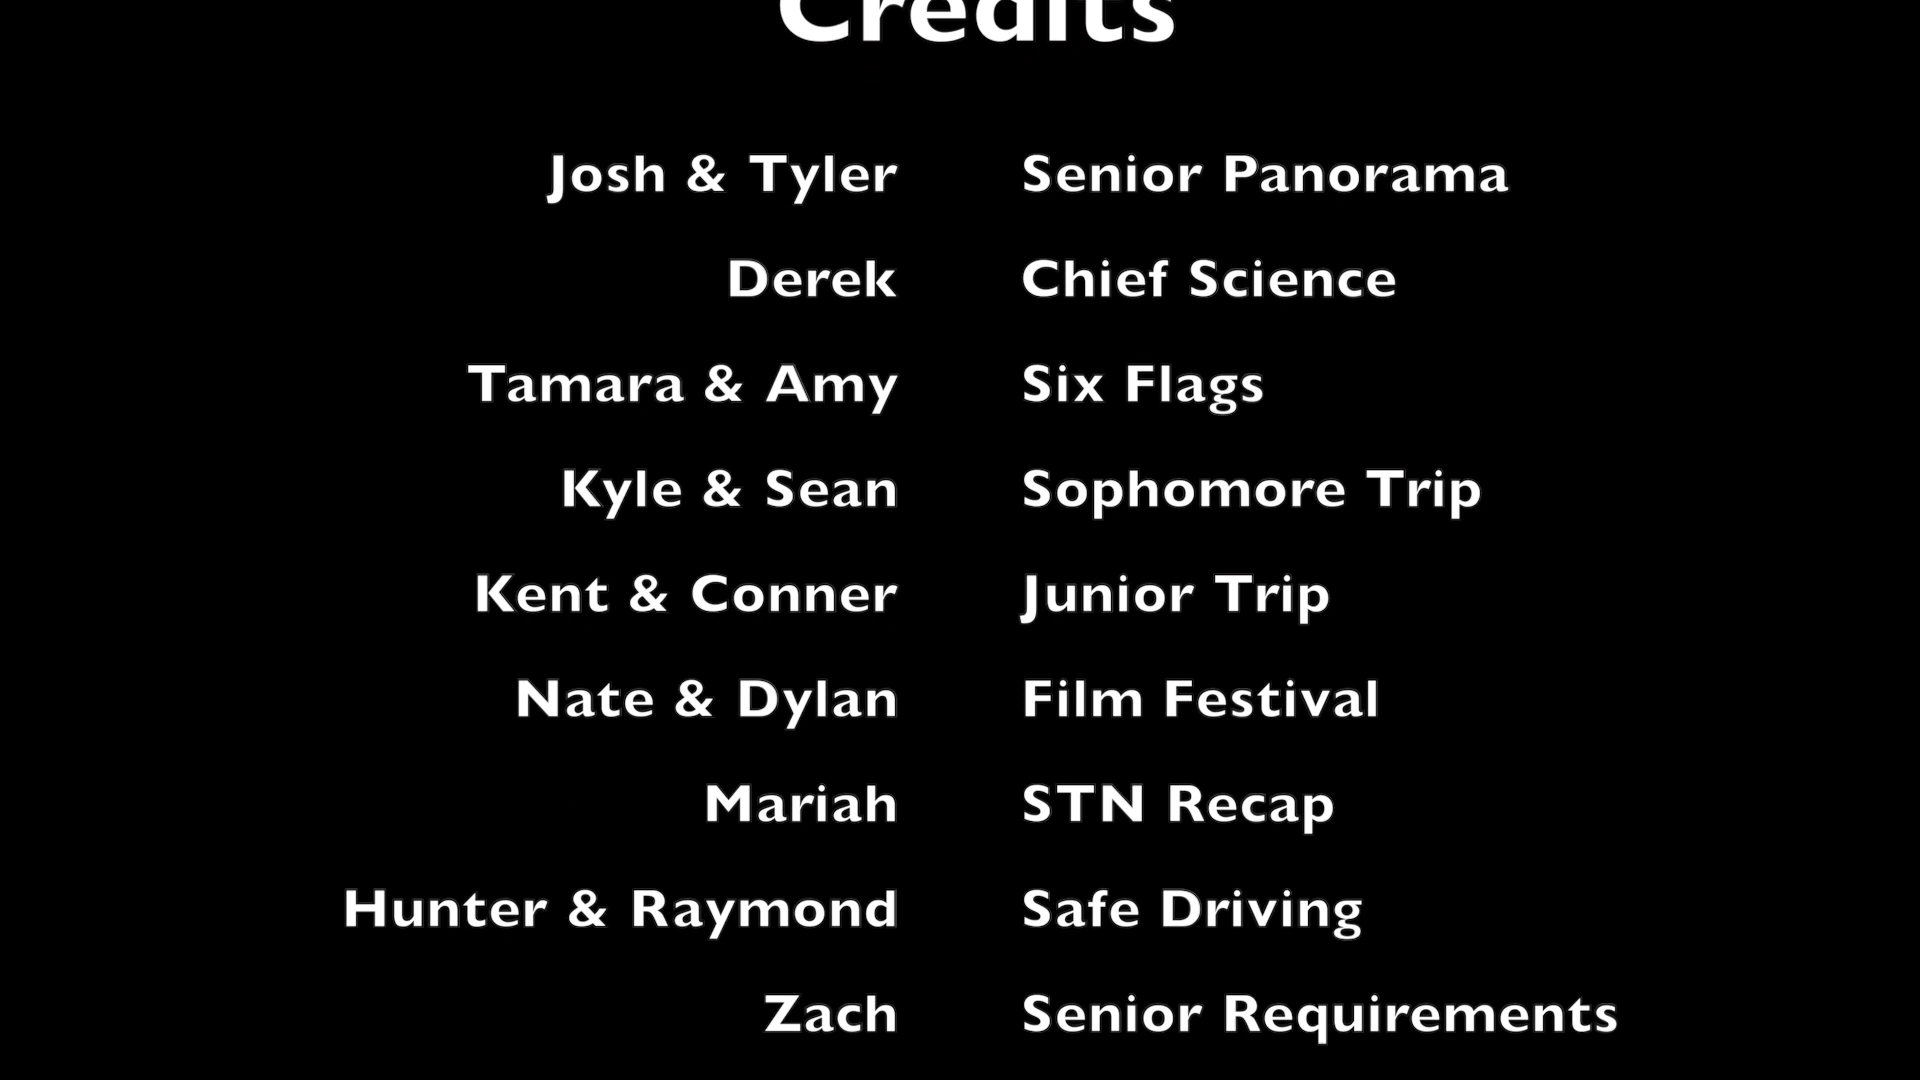 Credits
Josh & Tyler Senior Panorama
Derek Chief Science
Tamara & Amy Six Flags
Kyle & Sean Sophomore Trip
Kent & Conner Junior Trip
Nate & Dylan Film Festival
Mariah STN Recap
Hunter & Raymond Safe Driving
Zach Senior Requirements